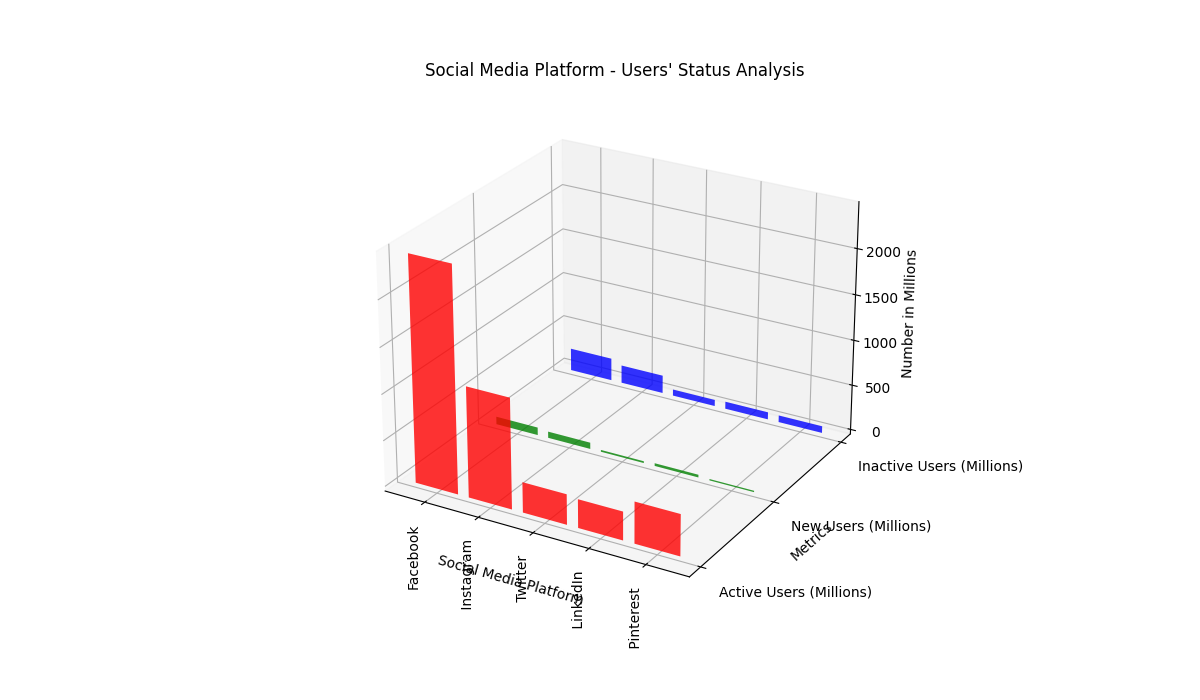 Social Media Platform - Users' Status Analysis
2000
1500
1000
500
0
Number in Millions
Inactive Users (Millions)
New Users (Millions)
Active Users (Millions)
Metrics
Facebook
Instagram
Twitter
LinkedIn
Pinterest
Social Media Platform